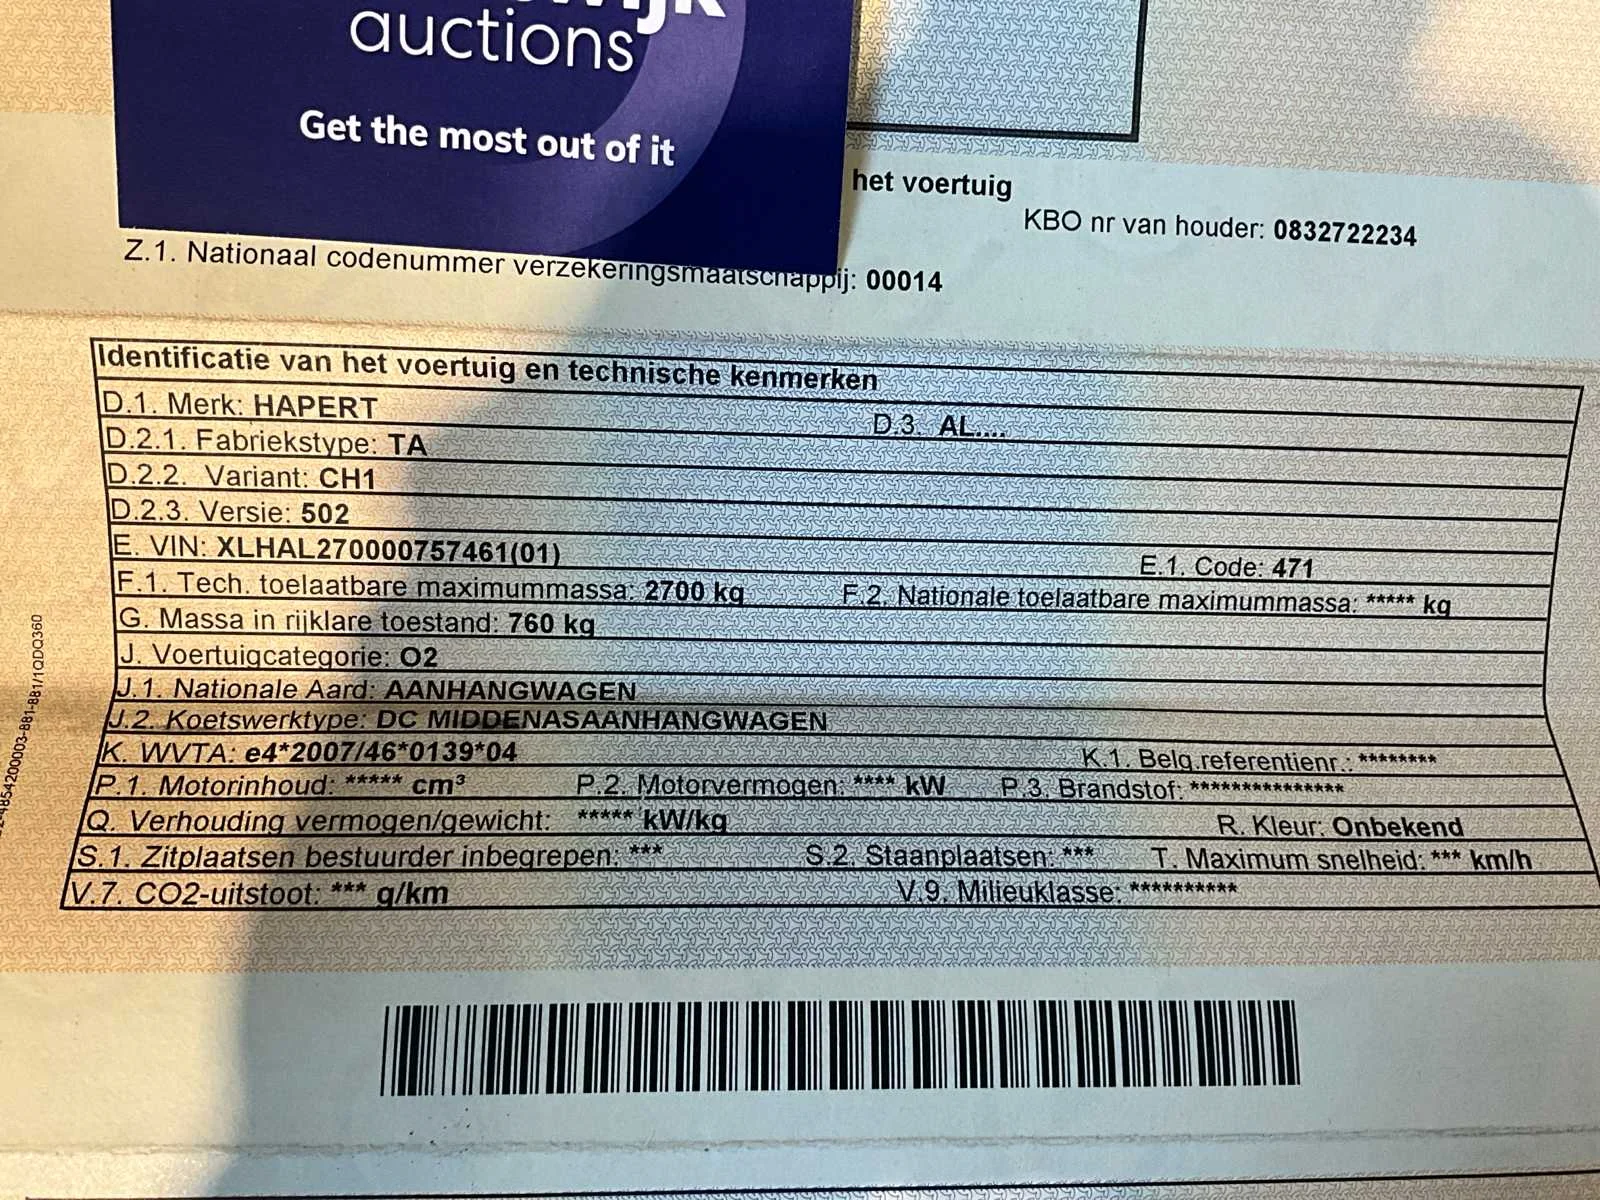 auctions
Get the most out of it
het voertuig
KBO nr van houder: 0832722234
Z.1. Nationaal codenummer verzekeringsmaatschappij: 00014
Identificatie van het voertuig en technische kenmerken
D.1. Merk: HAPERT D.3. AL....
D.2.1. Fabriekstype: TA
D.2.2. Variant: CH1
D.2.3. Versie: 502
E. VIN: XLHAL270000757461(01) E.1. Code: 471
F.1. Tech. toelaatbare maximummassa: 2700 kg F.2. Nationale toelaatbare maximummassa: ***** kg
G. Massa in rijklare toestand: 760 kg
J. Voertuigcategorie: O2
J.1. Nationale Aard: AANHANGWAGEN
J.2. Koetswerktype: DC MIDDENASAANHANGWAGEN
K. WVTA: e4*2007/46*0139*04 K.1. Belg.referentienr.: ********
P.1. Motorinhoud: ***** cm³ P.2. Motorvermogen: **** kW P.3. Brandstof: ***************
Q. Verhouding vermogen/gewicht: ***** kW/kg R. Kleur: Onbekend
S.1. Zitplaatsen bestuurder inbegrepen: *** S.2. Staanplaatsen: *** T. Maximum snelheid: *** km/h
V.7. CO2-uitstoot: *** g/km V.9. Milieuklasse: **********